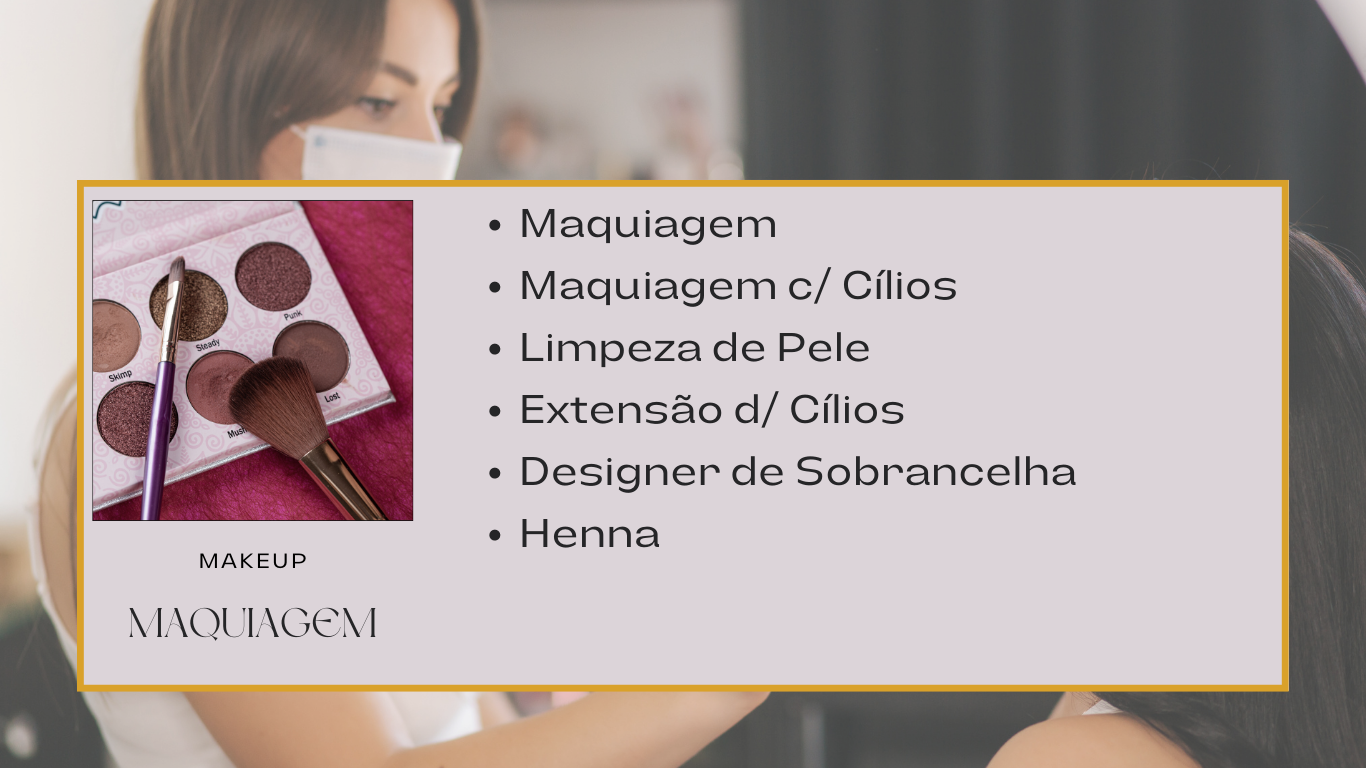 Skimp
Steady
Punk
Lost
MAKEUP
MAQUIAGEM
• Maquiagem
• Maquiagem c/ Cílios
• Limpeza de Pele
• Extensão d/ Cílios
• Designer de Sobrancelha
• Henna